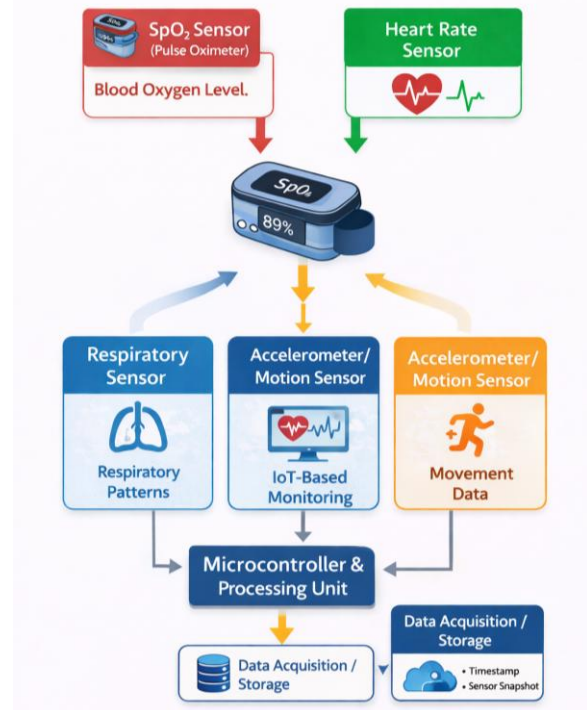 SpO₂ Sensor
(Pulse Oximeter)
Blood Oxygen Level.
Heart Rate
Sensor
SpO₂
89%
Respiratory
Sensor
Respiratory
Patterns
Accelerometer/
Motion Sensor
IoT-Based
Monitoring
Accelerometer/
Motion Sensor
Movement
Data
Microcontroller &
Processing Unit
Data Acquisition /
Storage
Data Acquisition /
Storage
• Timestamp
• Sensor Snapshot